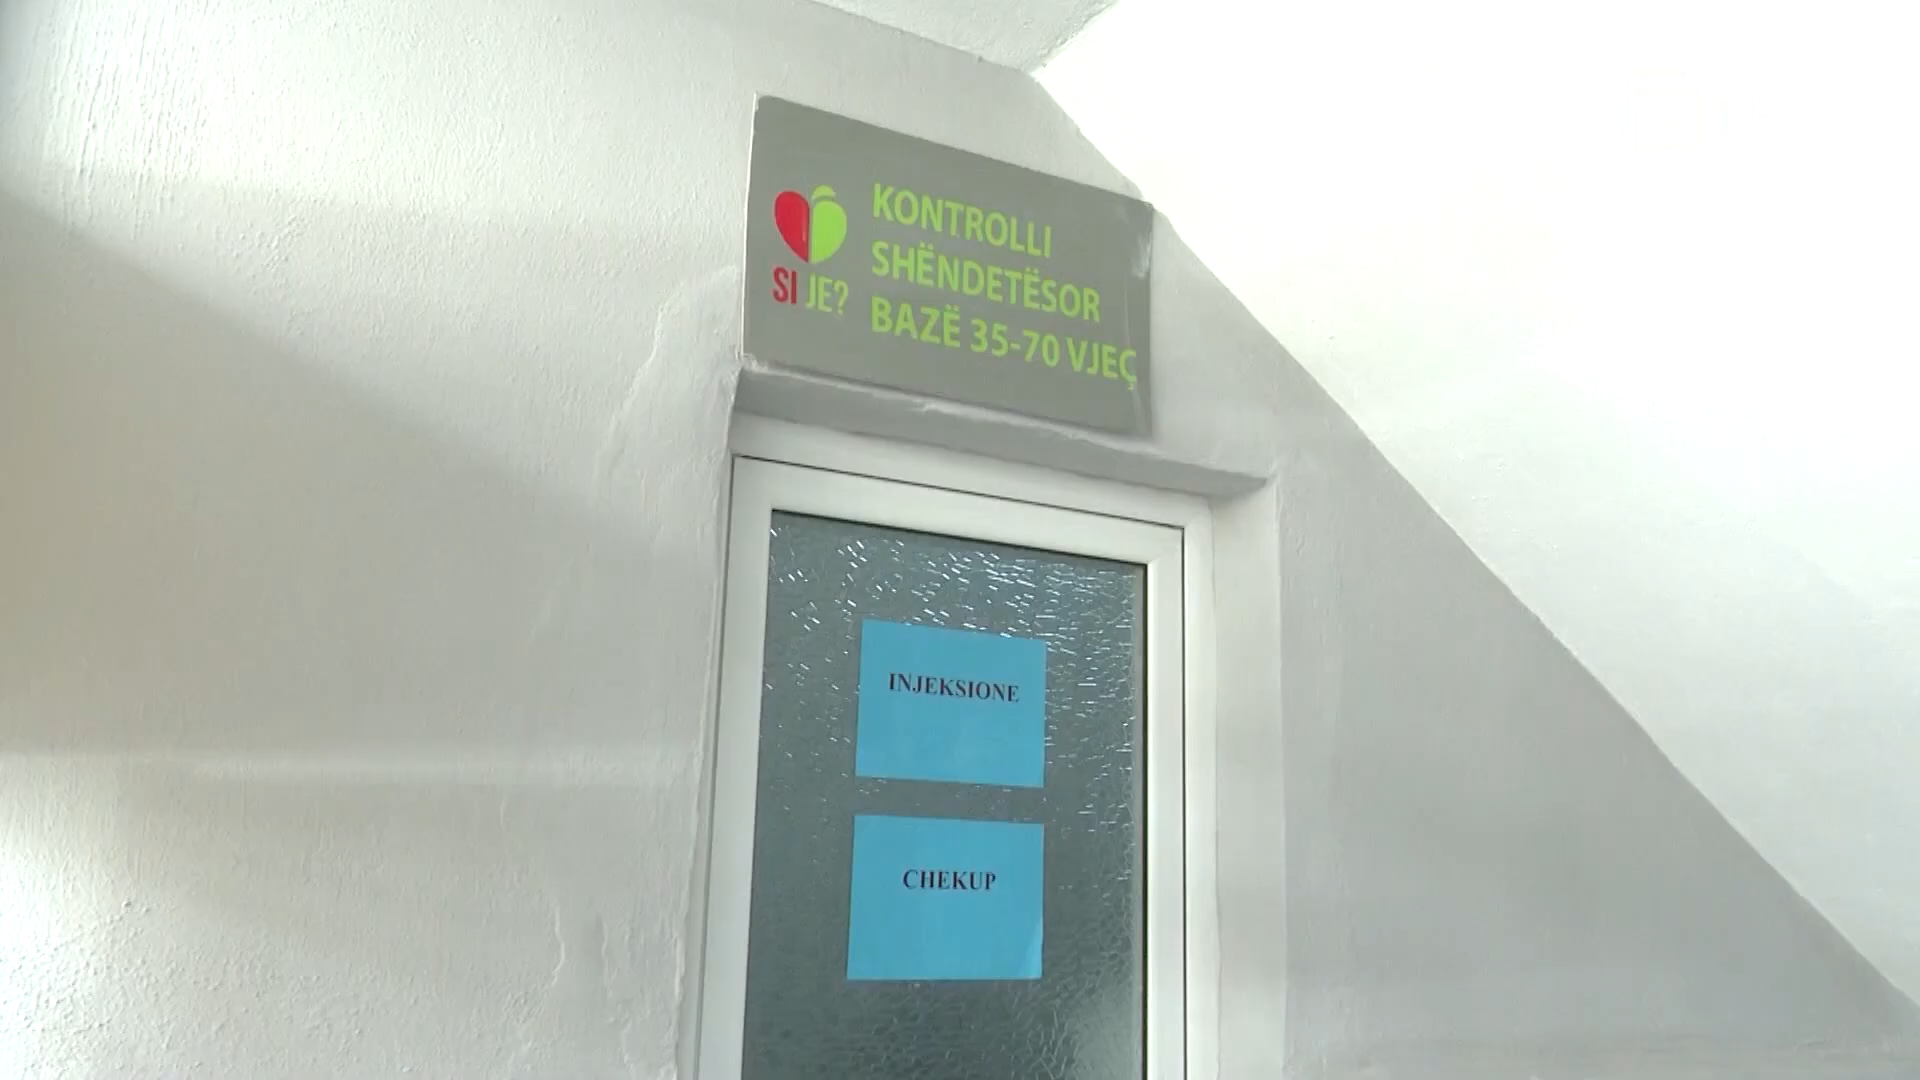 SI JE?
KONTROLLI
SHËNDETËSOR
BAZË 35-70 VJEÇ
INJEKSIONE
CHEKUP